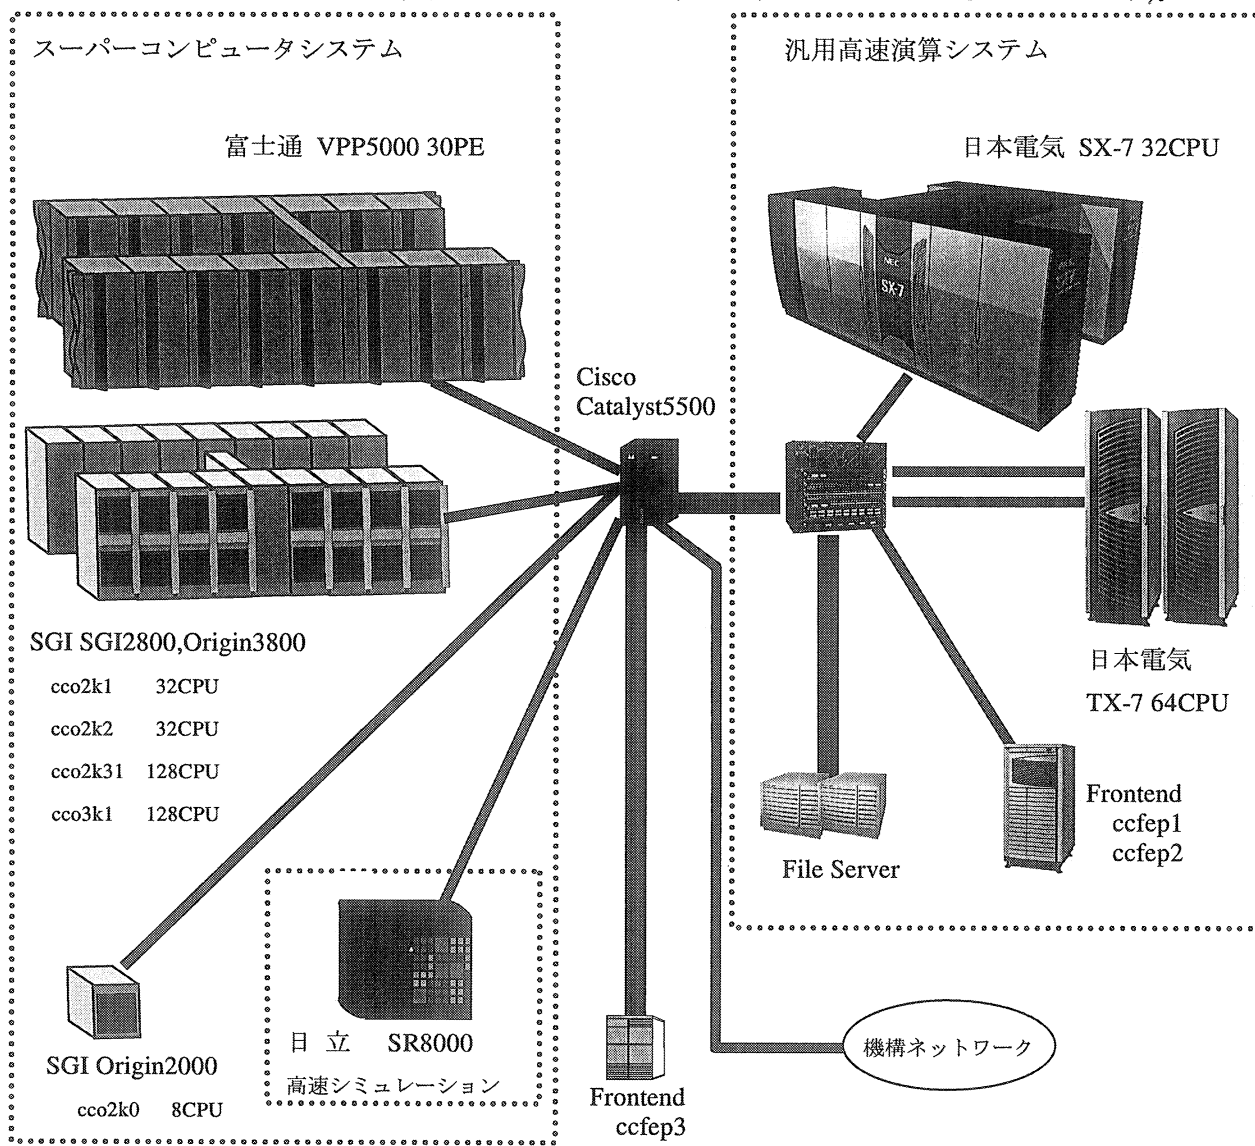 スーパーコンピュータシステム
富士通 VPP5000 30PE
SGI SGI2800,Origin3800
cco2k1 32CPU
cco2k2 32CPU
cco2k31 128CPU
cco3k1 128CPU
SGI Origin2000
cco2k0 8CPU
日立 SR8000
高速シミュレーション
Cisco
Catalyst5500
Frontend
ccfep3
機構ネットワーク
汎用高速演算システム
日本電気 SX-7 32CPU
NEC
SX-7
日本電気
TX-7 64CPU
File Server
Frontend
ccfep1
ccfep2